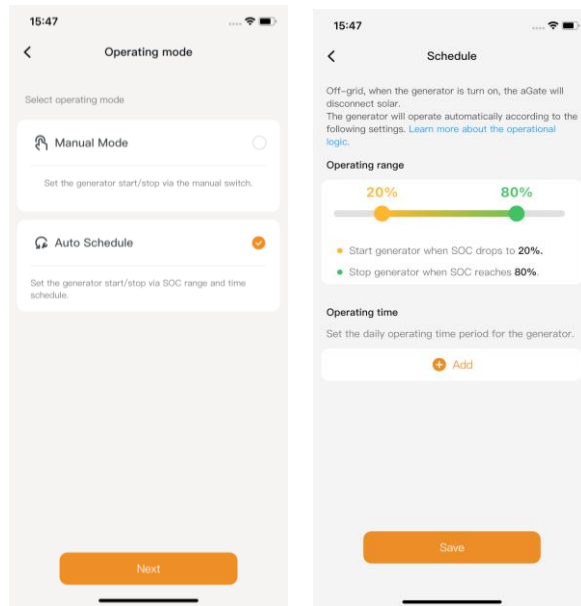 15:47
Operating mode
Select operating mode
Manual Mode
Set the generator start/stop via the manual switch.
Auto Schedule
Set the generator start/stop via SOC range and time
schedule.
Next
15:47
Schedule
Off-grid, when the generator is turn on, the aGate will
disconnect solar.
The generator will operate automatically according to the
following settings. Learn more about the operational
logic.
Operating range
20% 80%
Start generator when SOC drops to 20%.
Stop generator when SOC reaches 80%.
Operating time
Set the daily operating time period for the generator.
Add
Save